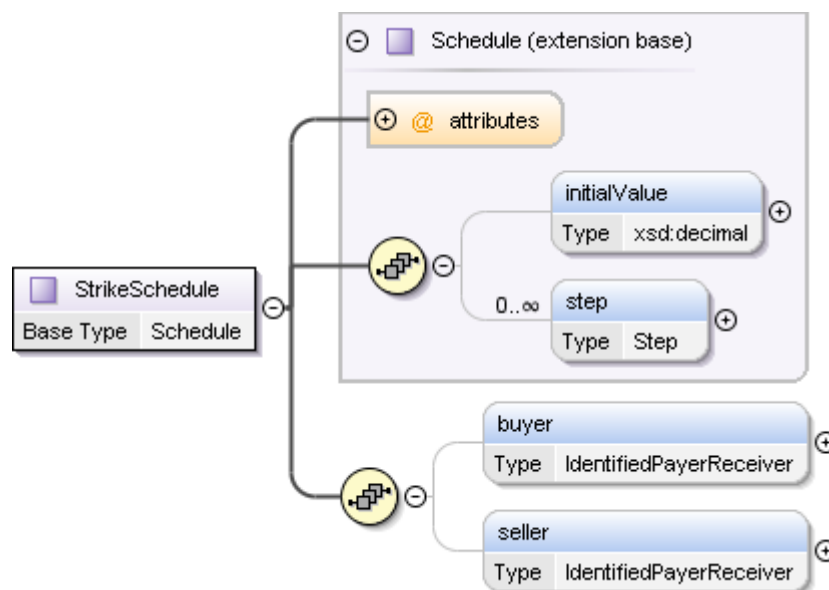 Schedule (extension base)
@ attributes
initialValue
Type xsd:decimal
0..∞ step
Type Step
StrikeSchedule
Base Type Schedule
buyer
Type IdentifiedPayerReceiver
seller
Type IdentifiedPayerReceiver